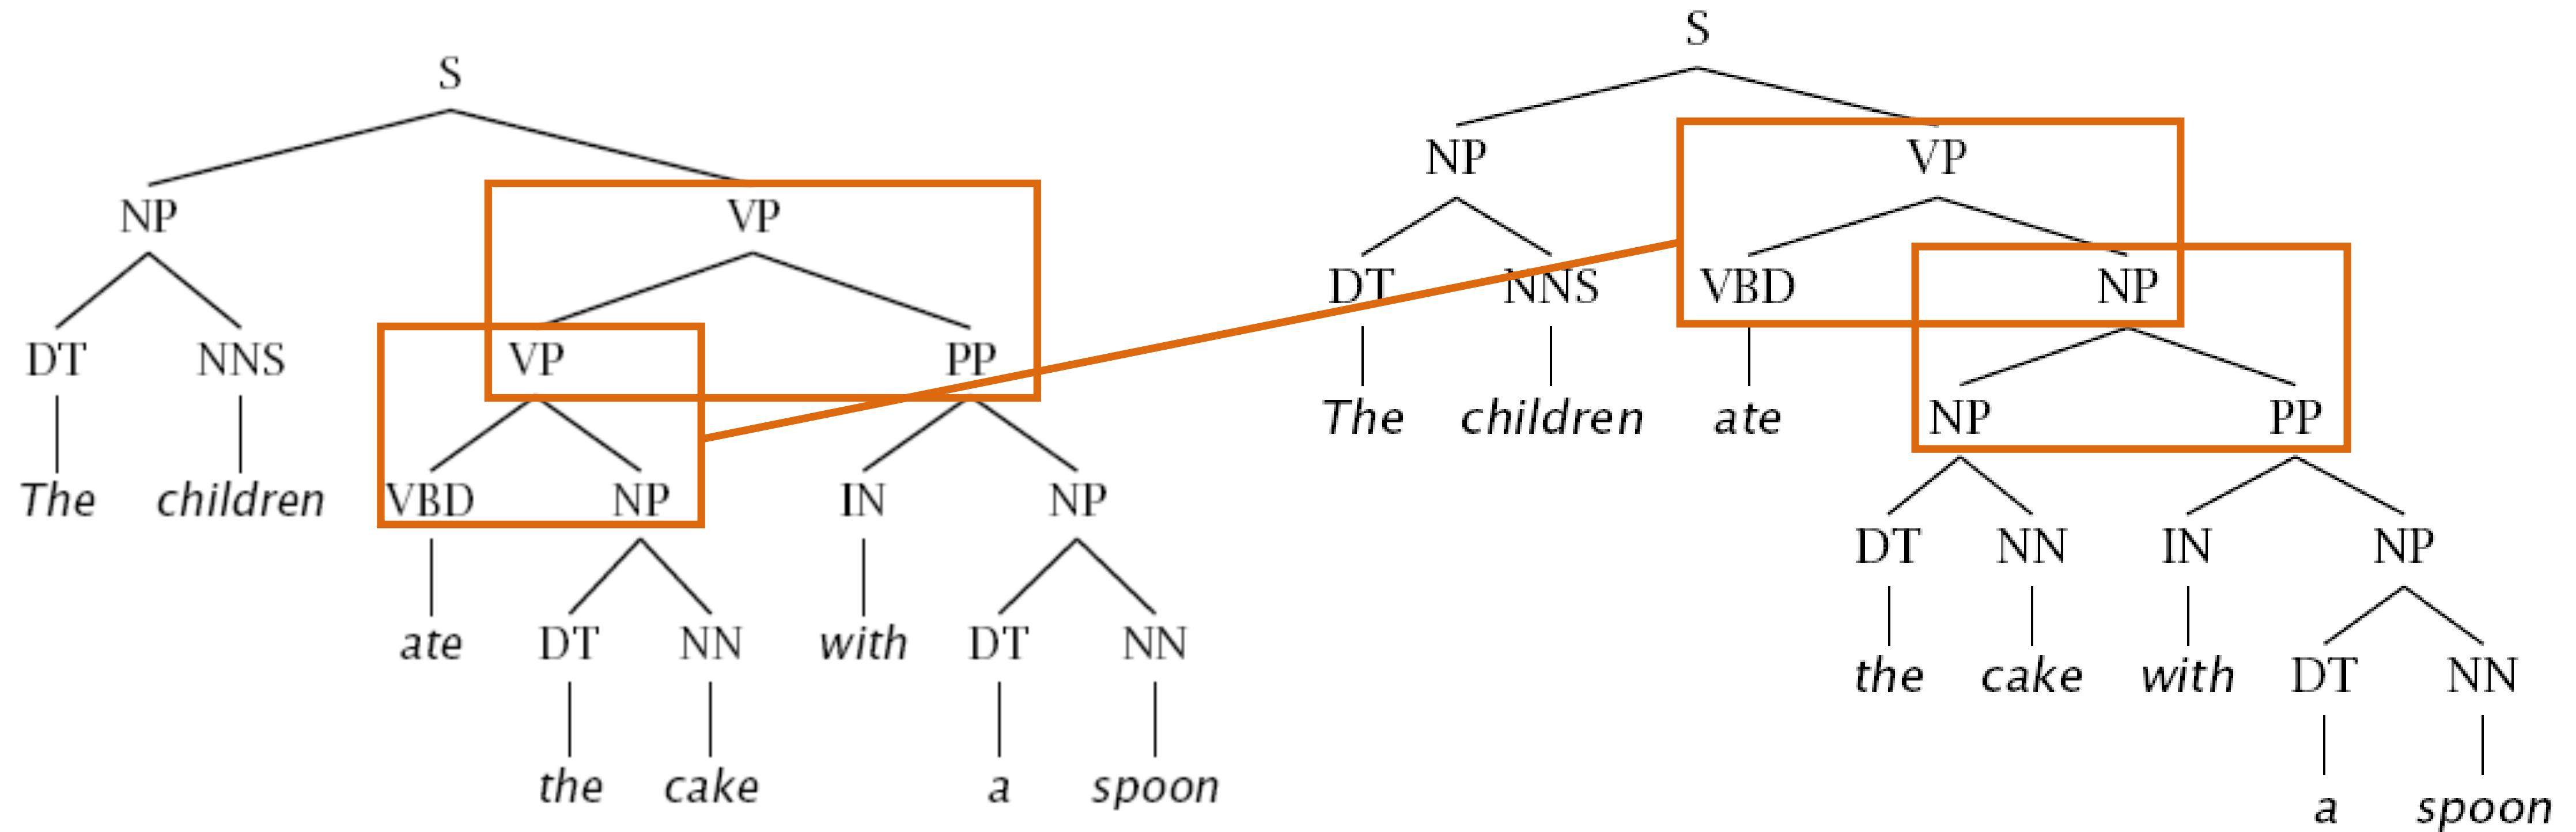 S
NP VP
DT NNS VP PP
The children VBD NP IN NP
ate DT NN with DT NN
the cake a spoon
S
NP VP
DT NNS VBD NP
The children ate NP PP
DT NN IN NP
the cake with DT NN
a spoon